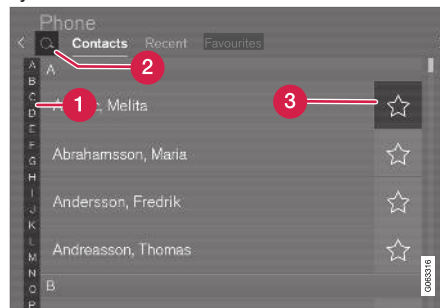 Phone
Contacts Recent Favourites
2
A
B
C
D
E
F
G
H
I
J
K
L
M
N
O
P
A
1
Melita
3
Abrahamsson, Maria
Andersson, Fredrik
Andreasson, Thomas
B
G063316